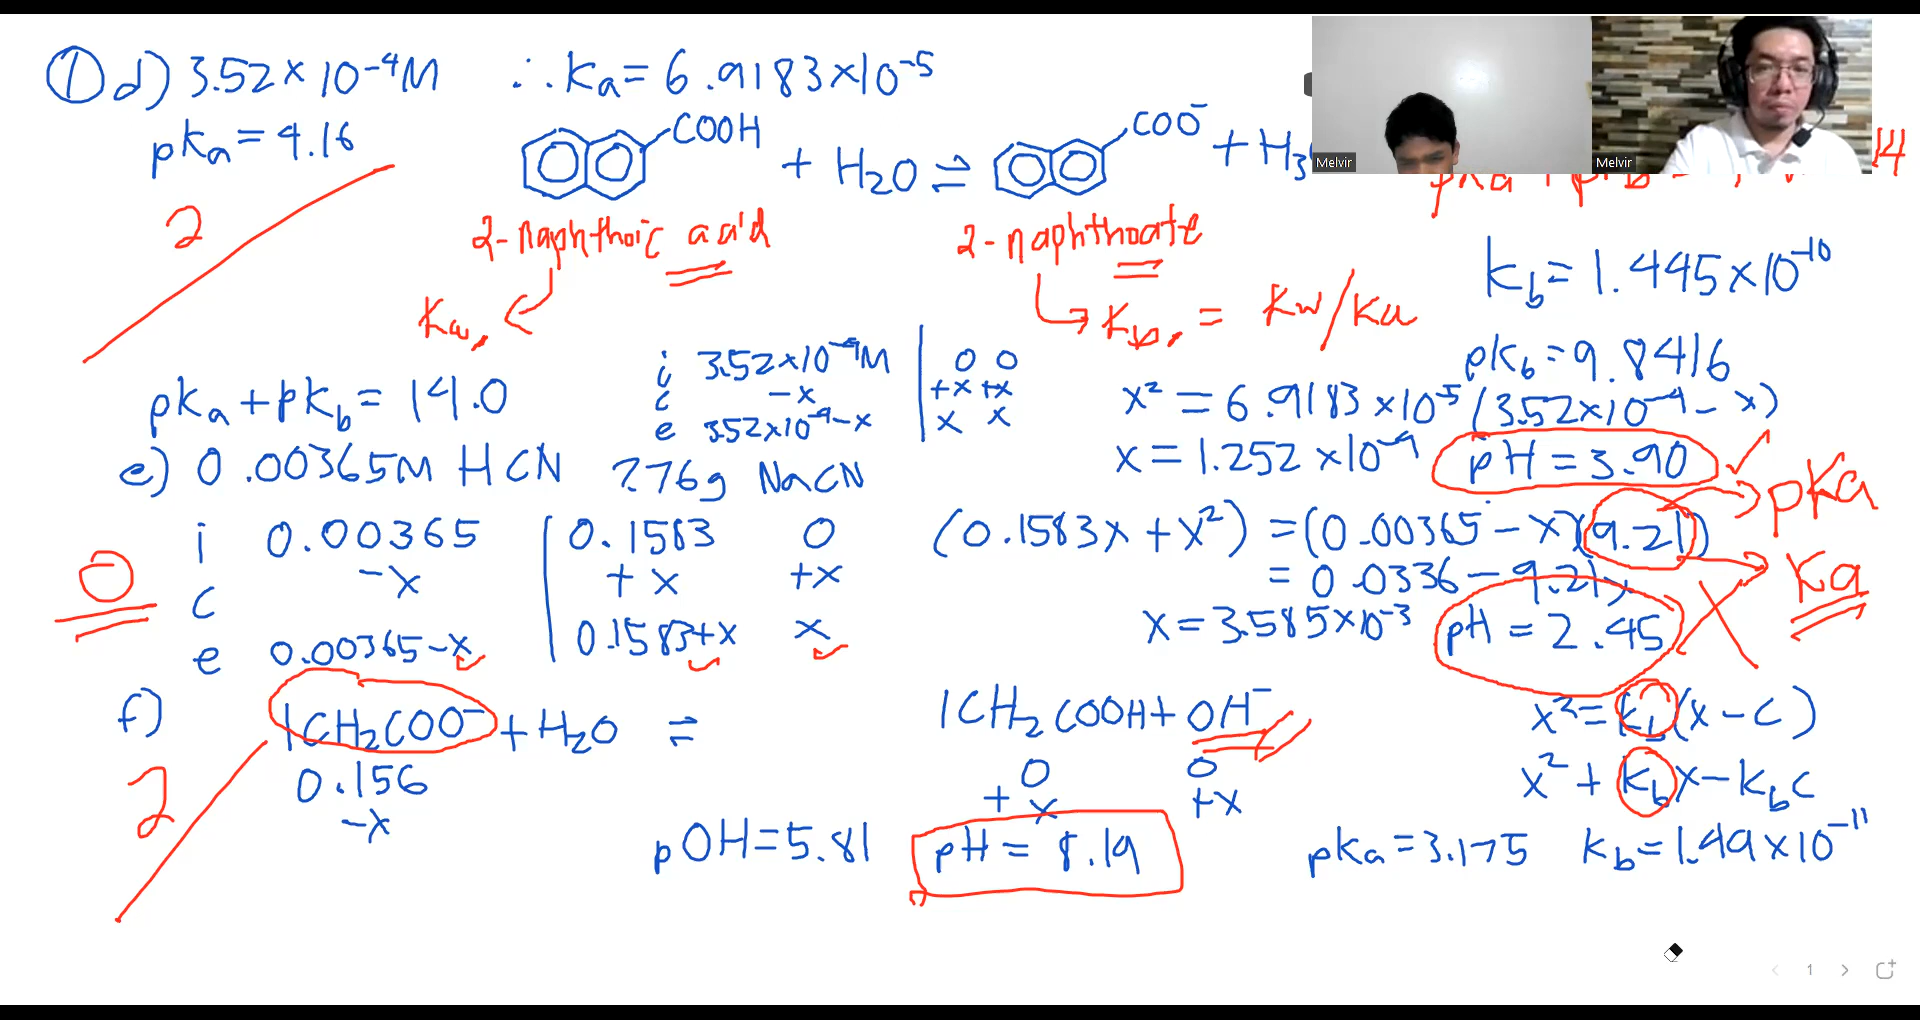 ① d) 3.52 × 10⁻⁴ M ∴ Ka = 6.9183 × 10⁻⁵
pKa = 4.16
COOH + H₂O ⇌ COO⁻ + H₃
14
Melvir
Melvir
2
2-naphthoic acid
2-naphthoate
Ka
Kb = Kw/Ka
Kb = 1.445 × 10⁻¹⁰
pKb = 9.8416
pKa + pKb = 14.0
i 3.52×10⁻⁴M | 0 0
c -x | +x +x
e 3.52×10⁻⁴-x | x x
x² = 6.9183 × 10⁻⁵ (3.52×10⁻⁴ - x)
x = 1.252 × 10⁻⁴ pH = 3.90 ✓
e) 0.00365M HCN 7.76g NaCN
i 0.00365 | 0.1583 0
c -x | +x +x
e 0.00365-x | 0.1583+x x
0
(0.1583x + x²) = (0.00365 - x)(9.21)
= 0.0336 - 9.21x
x = 3.585×10⁻³ pH = 2.45
pKa
Ka
f) ICH₂COO⁻ + H₂O ⇌ ICH₂COOH + OH⁻
0.156 0 0
-x +x +x
2
x² = Kb (x - c)
x² + Kb x - Kb c
pOH = 5.81 pH = 8.19 pKa = 3.175 Kb = 1.49 × 10⁻¹¹
1